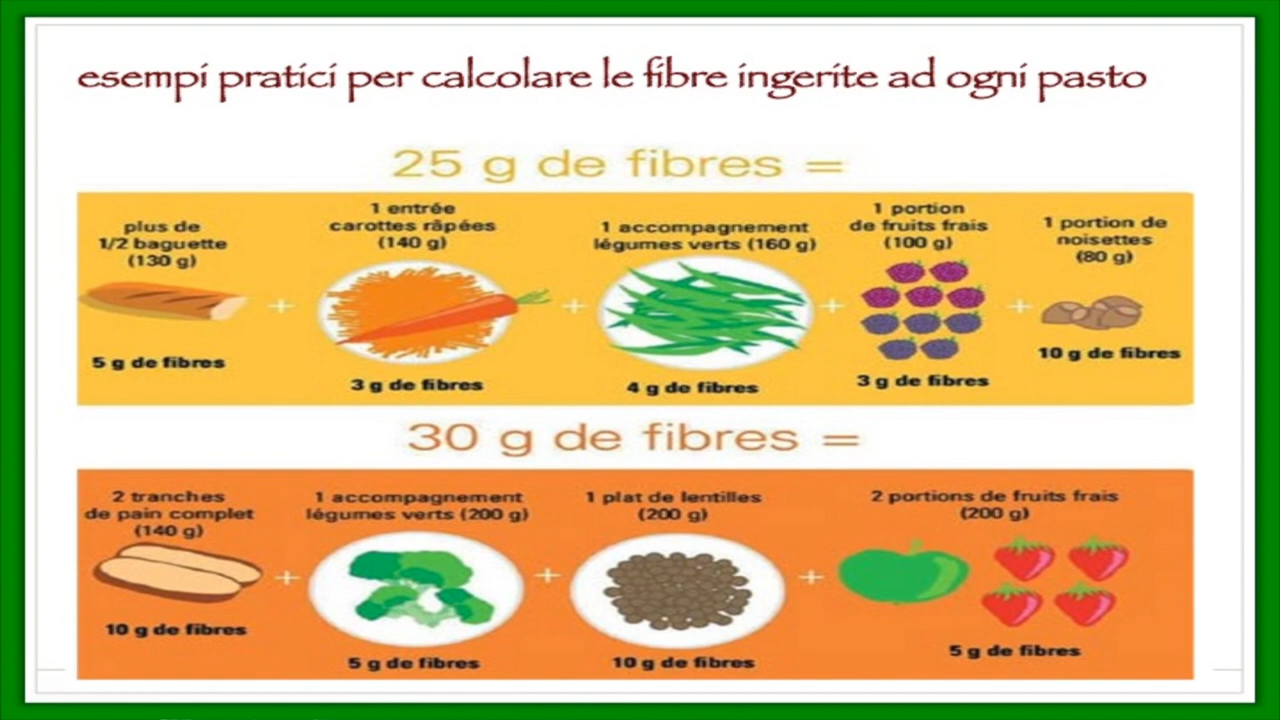 esempi pratici per calcolare le fibre ingerite ad ogni pasto
25 g de fibres =
plus de
1/2 baguette
(130 g)
5 g de fibres
+
1 entrée
carottes râpées
(140 g)
3 g de fibres
+
1 accompagnement
légumes verts (160 g)
4 g de fibres
+
1 portion
de fruits frais
(100 g)
3 g de fibres
+
1 portion de
noisettes
(80 g)
10 g de fibres
30 g de fibres =
2 tranches
de pain complet
(140 g)
10 g de fibres
+
1 accompagnement
légumes verts (200 g)
5 g de fibres
+
1 plat de lentilles
(200 g)
10 g de fibres
+
2 portions de fruits frais
(200 g)
5 g de fibres